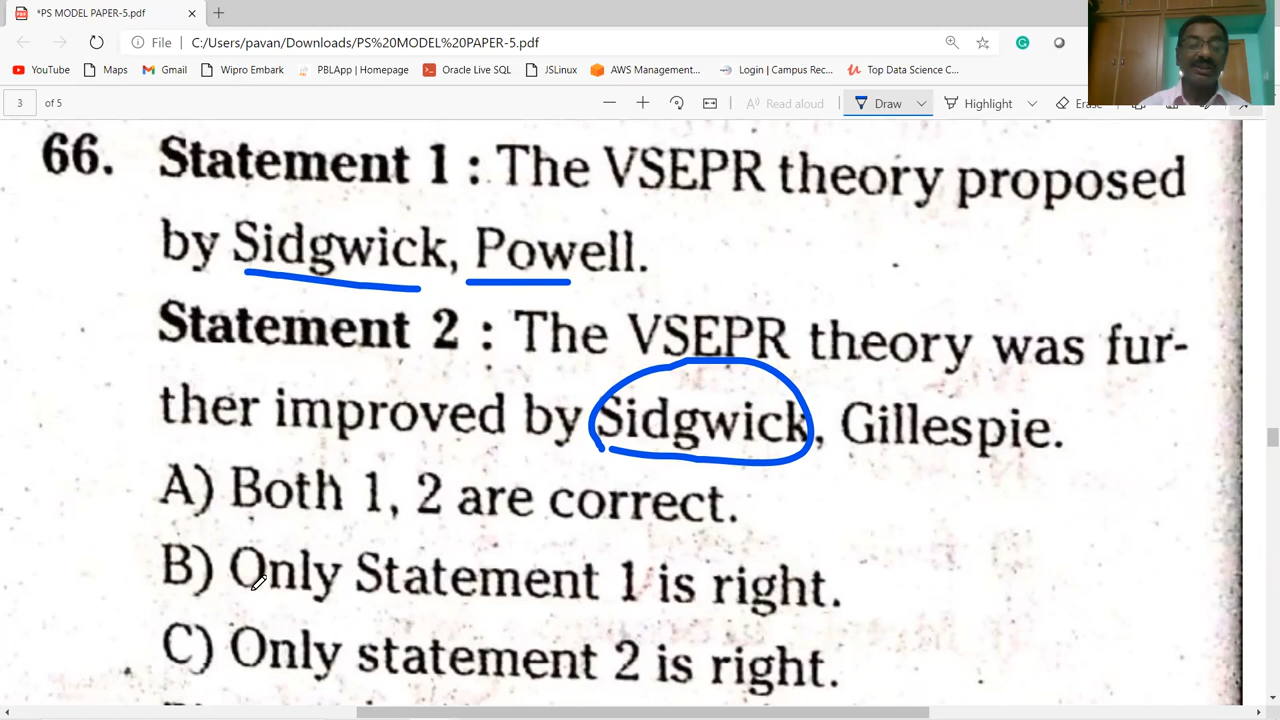 *PS MODEL PAPER-5.pdf
File
C:/Users/pavan/Downloads/PS%20MODEL%20PAPER-5.pdf
YouTube Maps Gmail Wipro Embark PBLApp | Homepage Oracle Live SQL JSLinux AWS Management... Login | Campus Rec... Top Data Science C...
3 of 5
Read aloud Draw Highlight
66. Statement 1 : The VSEPR theory proposed
by Sidgwick, Powell.
Statement 2 : The VSEPR theory was fur-
ther improved by Sidgwick, Gillespie.
A) Both 1, 2 are correct.
B) Only Statement 1 is right.
C) Only statement 2 is right.